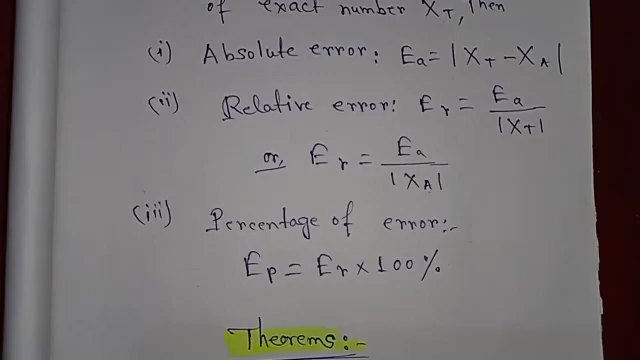 of exact number X_T, then
(i) Absolute error: Ea = |X_T - X_A|
(ii) Relative error: Er = Ea / |X_T|
or, Er = Ea / |X_A|
(iii) Percentage of error:-
Ep = Er × 100%
Theorems:-